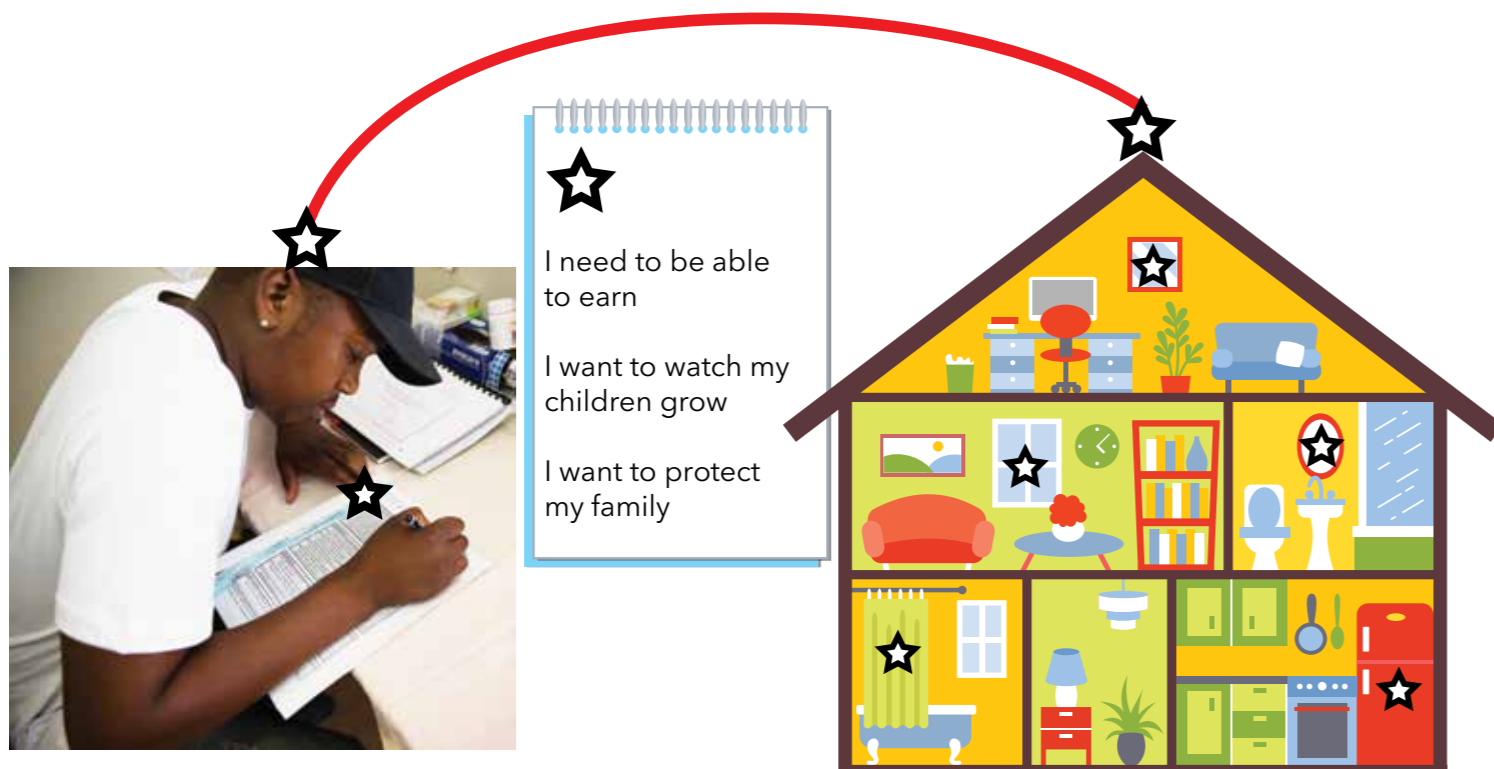 I need to be able
to earn
I want to watch my
children grow
I want to protect
my family